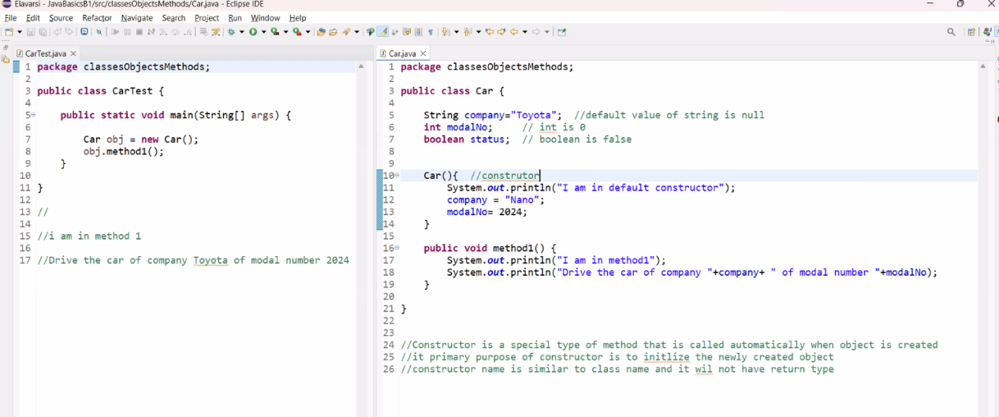 Elavarsi - JavaBasicsB1/src/classesObjectsMethods/Car.java - Eclipse IDE
File Edit Source Refactor Navigate Search Project Run Window Help
CarTest.java
1 package classesObjectsMethods;
2
3 public class CarTest {
4
5 public static void main(String[] args) {
6
7 Car obj = new Car();
8 obj.method1();
9 }
10
11 }
12
13 //
14
15 //i am in method 1
16
17 //Drive the car of company Toyota of modal number 2024
Car.java
1 package classesObjectsMethods;
2
3 public class Car {
4
5 String company="Toyota"; //default value of string is null
6 int modalNo; // int is 0
7 boolean status; // boolean is false
8
9
10 Car(){ //construtor
11 System.out.println("I am in default constructor");
12 company = "Nano";
13 modalNo= 2024;
14 }
15
16 public void method1() {
17 System.out.println("I am in method1");
18 System.out.println("Drive the car of company "+company+ " of modal number "+modalNo);
19 }
20
21 }
22
23
24 //Constructor is a special type of method that is called automatically when object is created
25 //it primary purpose of constructor is to initlize the newly created object
26 //constructor name is similar to class name and it wil not have return type